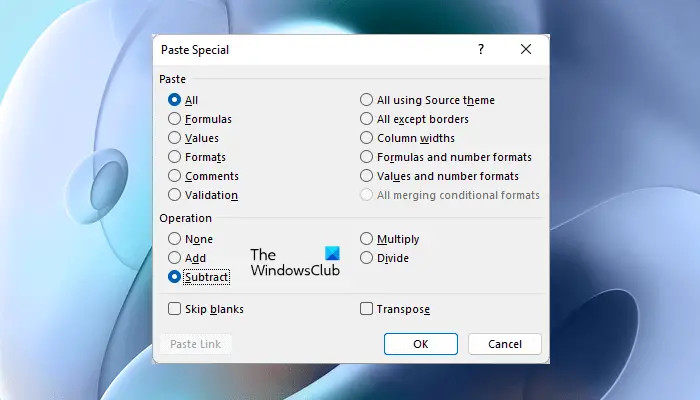 Paste Special
?
Paste
All
All using Source theme
Formulas
All except borders
Values
Column widths
Formats
Formulas and number formats
Comments
Values and number formats
Validation
All merging conditional formats
Operation
None
Multiply
Add
Divide
Subtract
The
WindowsClub
Skip blanks
Transpose
Paste Link
OK
Cancel